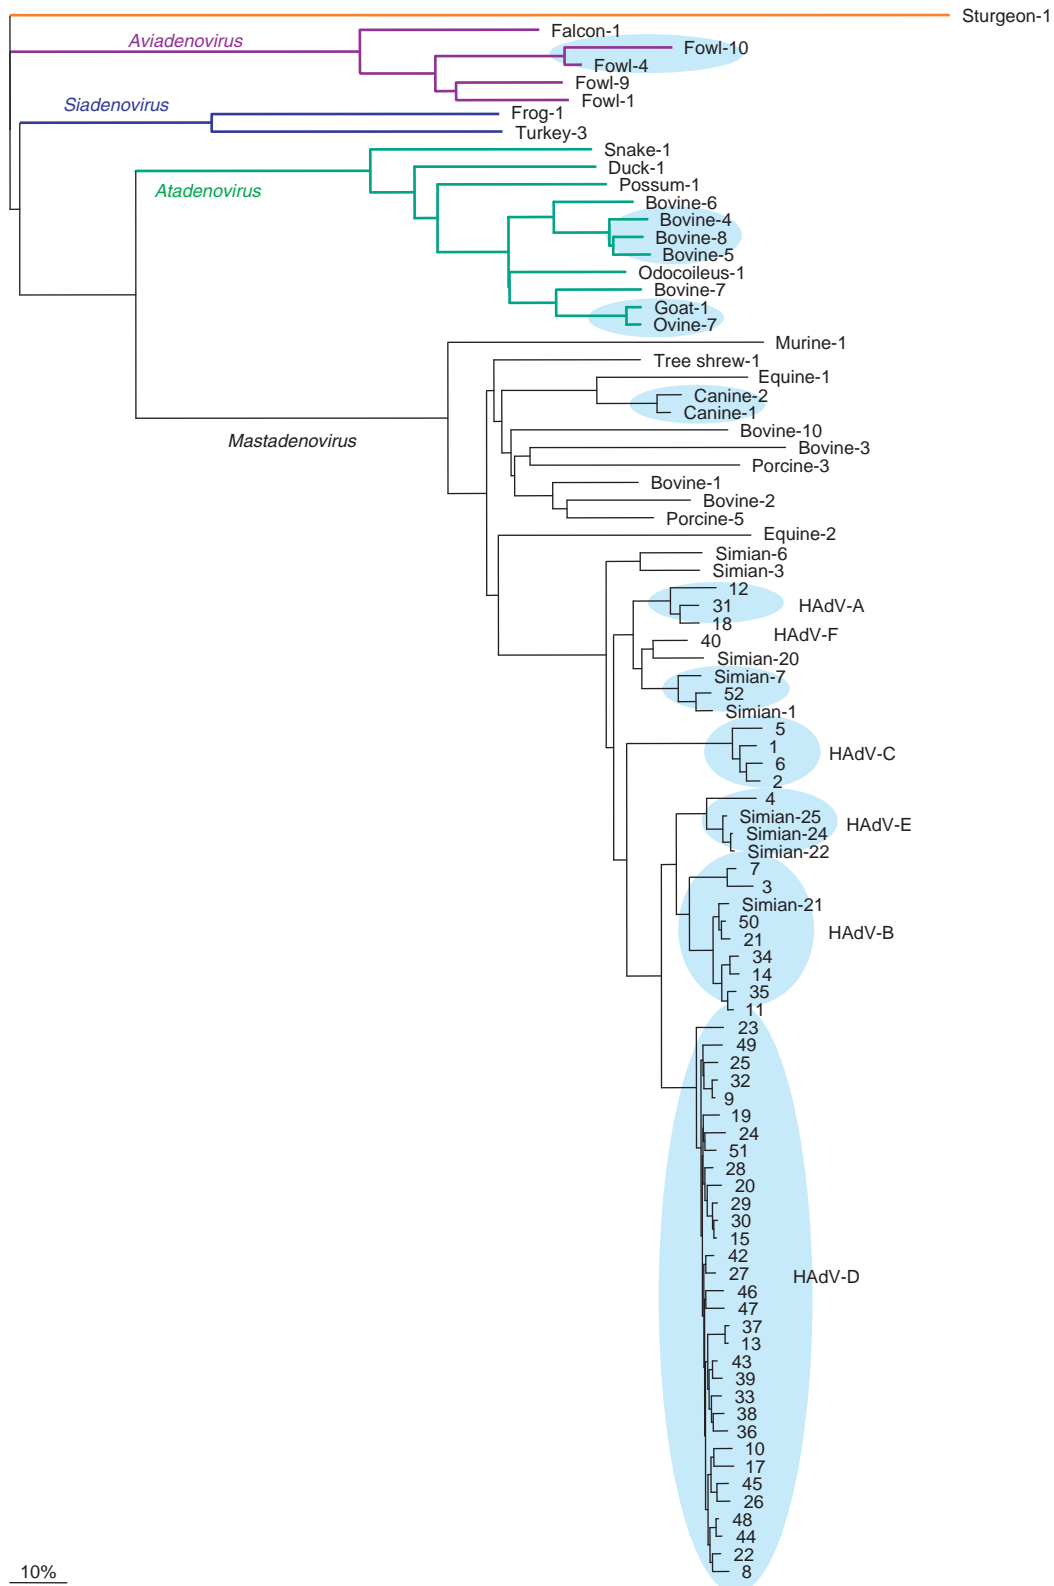 Sturgeon-1
Falcon-1
Aviadenovirus
Fowl-10
Fowl-4
Fowl-9
Fowl-1
Siadenovirus
Frog-1
Turkey-3
Snake-1
Duck-1
Atadenovirus
Possum-1
Bovine-6
Bovine-4
Bovine-8
Bovine-5
Odocoileus-1
Bovine-7
Goat-1
Ovine-7
Murine-1
Tree shrew-1
Equine-1
Canine-2
Canine-1
Bovine-10
Mastadenovirus
Bovine-3
Porcine-3
Bovine-1
Bovine-2
Porcine-5
Equine-2
Simian-6
Simian-3
12
31 HAdV-A
18
40 HAdV-F
Simian-20
Simian-7
52
Simian-1
5
1 HAdV-C
6
2
4
Simian-25 HAdV-E
Simian-24
Simian-22
7
3
Simian-21
50 HAdV-B
21
34
14
35
11
23
49
25
32
9
19
24
51
28
20
29
30
15
42
27 HAdV-D
46
47
37
13
43
39
33
38
36
10
17
45
26
48
44
22
8
10%